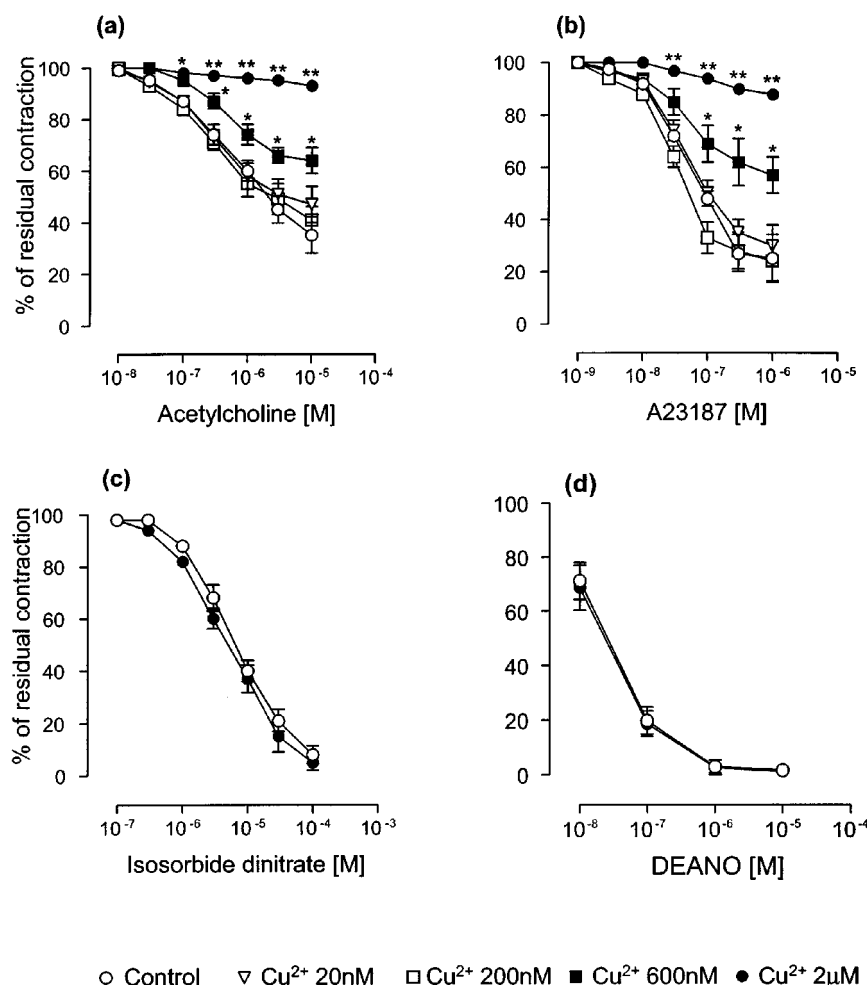 (a)
(b)
% of residual contraction
100
80
60
40
20
0
* ** ** ** **
* * * *
10⁻⁸ 10⁻⁷ 10⁻⁶ 10⁻⁵ 10⁻⁴
Acetylcholine [M]
100
80
60
40
20
0
** ** ** **
* * *
10⁻⁹ 10⁻⁸ 10⁻⁷ 10⁻⁶ 10⁻⁵
A23187 [M]
(c)
(d)
% of residual contraction
100
80
60
40
20
0
10⁻⁷ 10⁻⁶ 10⁻⁵ 10⁻⁴ 10⁻³
Isosorbide dinitrate [M]
100
80
60
40
20
0
10⁻⁸ 10⁻⁷ 10⁻⁶ 10⁻⁵ 10⁻⁴
DEANO [M]
○ Control ▽ Cu²⁺ 20nM □ Cu²⁺ 200nM ■ Cu²⁺ 600nM ● Cu²⁺ 2µM